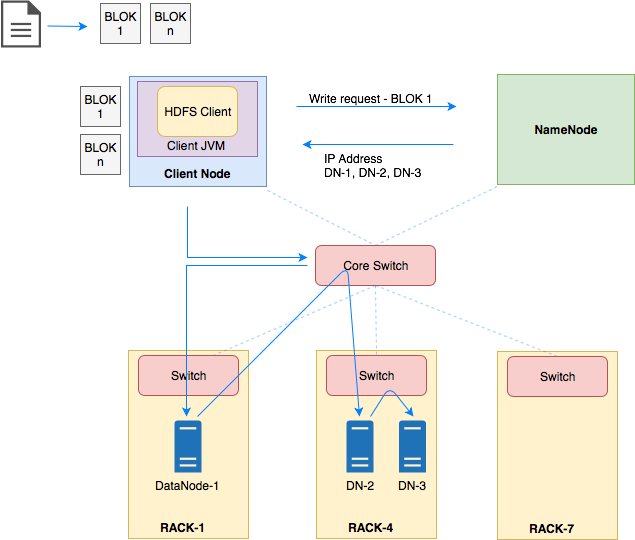 BLOK
1
BLOK
n
BLOK
1
BLOK
n
HDFS Client
Client JVM
Client Node
Write request - BLOK 1
IP Address
DN-1, DN-2, DN-3
NameNode
Core Switch
Switch
Switch
Switch
DataNode-1
DN-2
DN-3
RACK-1
RACK-4
RACK-7